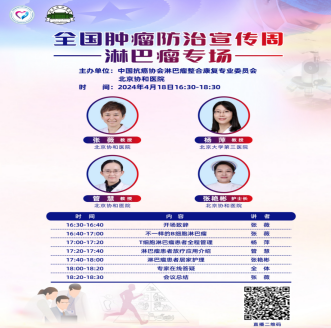 全国肿瘤防治宣传周
淋巴瘤专场
主办单位：中国抗癌协会淋巴瘤整合康复专业委员会
北京协和医院
时 间：2024年4月18日16:30-18:30
张 薇 教授
北京协和医院
杨 萍 教授
北京大学第三医院
管 慧 教授
北京协和医院
张艳彬 护士长
北京协和医院
时 间 内 容 讲 者
16:30-16:40 开场致辞 张 薇
16:40-17:00 不一样的B细胞淋巴瘤 张 薇
17:00-17:20 T细胞淋巴瘤患者全程管理 杨 萍
17:20-17:40 淋巴瘤患者放疗应用介绍 管 慧
17:40-18:00 淋巴瘤患者居家护理 张艳彬
18:00-18:20 专家在线答疑 全 体
18:20-18:30 会议总结 张 薇
直播二维码